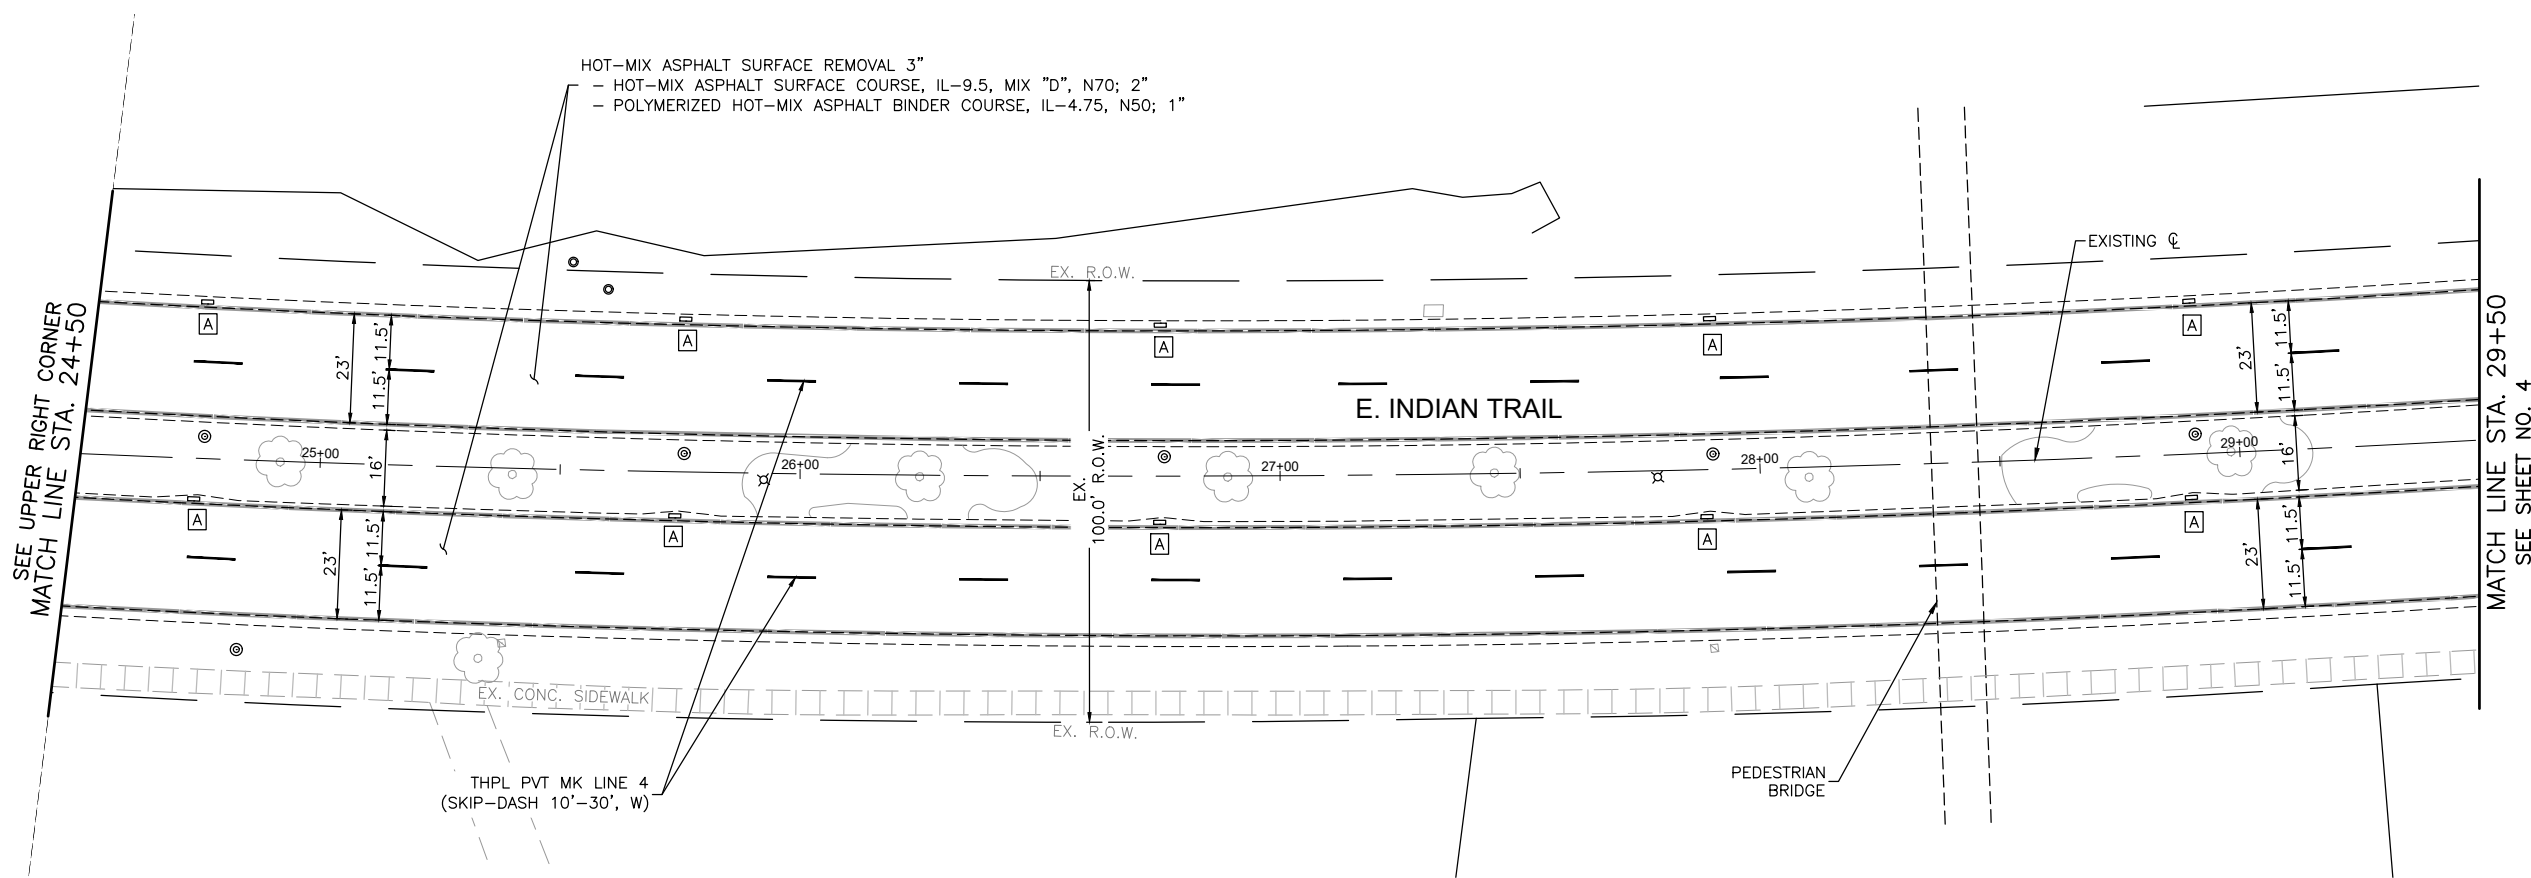 HOT-MIX ASPHALT SURFACE REMOVAL 3"
- HOT-MIX ASPHALT SURFACE COURSE, IL-9.5, MIX "D", N70; 2"
- POLYMERIZED HOT-MIX ASPHALT BINDER COURSE, IL-4.75, N50; 1"
EXISTING ℄
EX. R.O.W.
SEE UPPER RIGHT CORNER
MATCH LINE STA. 24+50
A
A
A
A
A
23'
11.5'
11.5'
23'
11.5'
11.5'
E. INDIAN TRAIL
MATCH LINE STA. 29+50
SEE SHEET NO. 4
25+00
26+00
27+00
28+00
29+00
16'
16'
EX.
100.0' R.O.W.
A
A
A
A
A
23'
11.5'
11.5'
23'
11.5'
11.5'
EX. CONC. SIDEWALK
EX. R.O.W.
THPL PVT MK LINE 4
(SKIP-DASH 10'-30', W)
PEDESTRIAN
BRIDGE